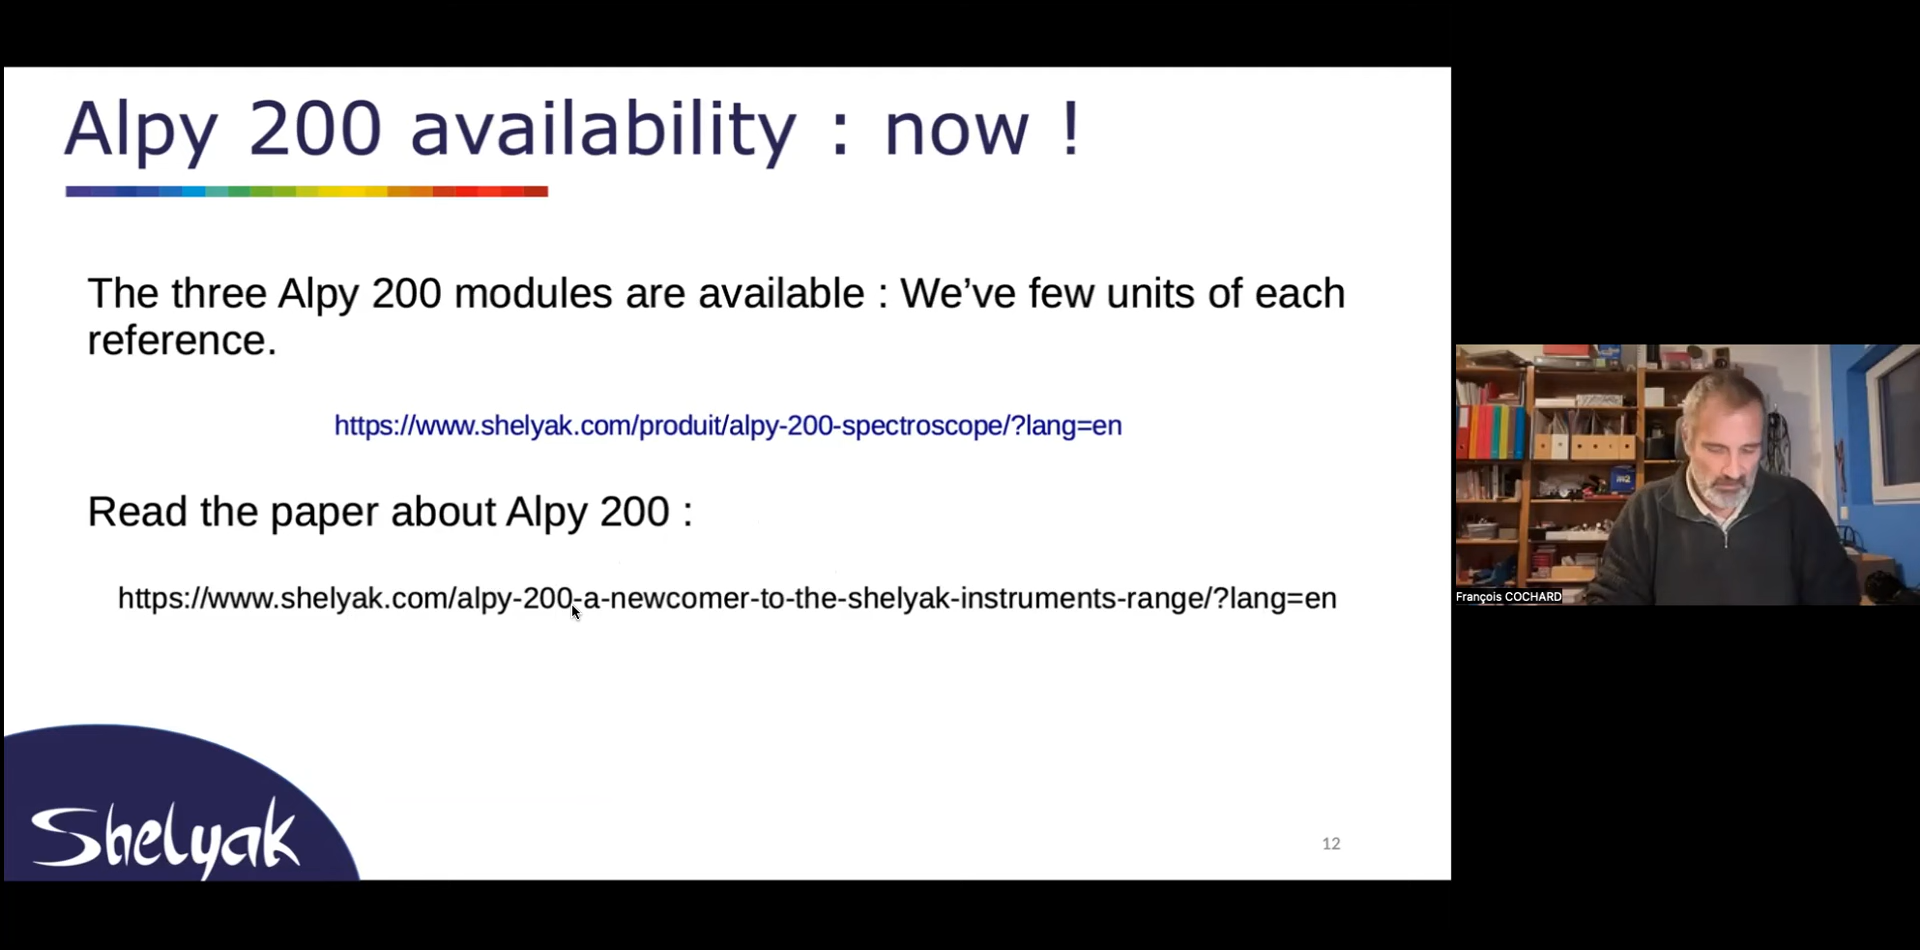 Alpy 200 availability : now !
The three Alpy 200 modules are available : We’ve few units of each
reference.
https://www.shelyak.com/produit/alpy-200-spectroscope/?lang=en
Read the paper about Alpy 200 :
https://www.shelyak.com/alpy-200-a-newcomer-to-the-shelyak-instruments-range/?lang=en
Shelyak
12
François COCHARD